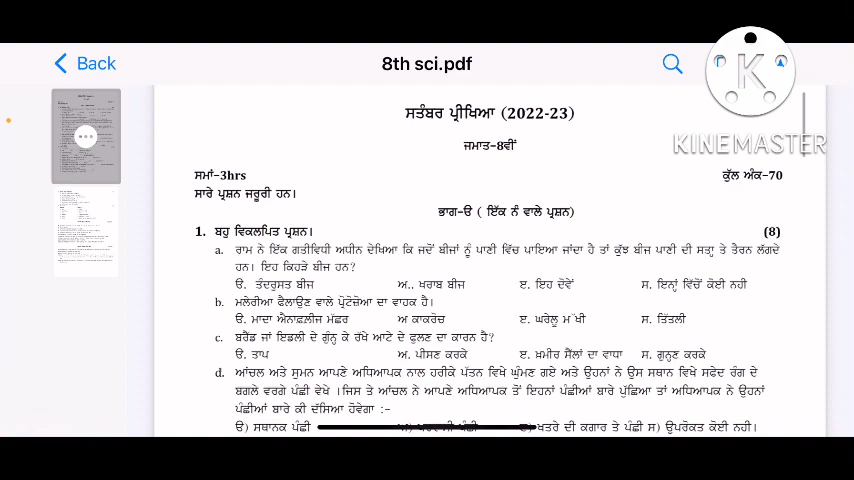 Back
8th sci.pdf
K
KINEMASTER
ਸਤੰਬਰ ਪ੍ਰੀਖਿਆ (2022-23)
ਜਮਾਤ-8ਵੀਂ
ਸਮਾਂ-3hrs ਕੁੱਲ ਅੰਕ-70
ਸਾਰੇ ਪ੍ਰਸ਼ਨ ਜਰੂਰੀ ਹਨ।
ਭਾਗ-ੳ ( ਇੱਕ ਨੰ ਵਾਲੇ ਪ੍ਰਸ਼ਨ)
1. ਬਹੁ ਵਿਕਲਪਿਤ ਪ੍ਰਸ਼ਨ। (8)
a. ਰਾਮ ਨੇ ਇੱਕ ਗਤੀਵਿਧੀ ਅਧੀਨ ਦੇਖਿਆ ਕਿ ਜਦੋਂ ਬੀਜਾਂ ਨੂੰ ਪਾਣੀ ਵਿੱਚ ਪਾਇਆ ਜਾਂਦਾ ਹੈ ਤਾਂ ਕੁੱਝ ਬੀਜ ਪਾਣੀ ਦੀ ਸਤ੍ਹਾ ਤੇ ਤੈਰਨ ਲੱਗਦੇ
ਹਨ। ਇਹ ਕਿਹੜੇ ਬੀਜ ਹਨ?
ੳ. ਤੰਦਰੁਸਤ ਬੀਜ ਅ.. ਖਰਾਬ ਬੀਜ ੲ. ਇਹ ਦੋਵੇਂ ਸ. ਇਨ੍ਹਾਂ ਵਿੱਚੋਂ ਕੋਈ ਨਹੀ
b. ਮਲੇਰੀਆ ਫੈਲਾਉਣ ਵਾਲੇ ਪ੍ਰੋਟੋਜ਼ੋਆ ਦਾ ਵਾਹਕ ਹੈ।
ੳ. ਮਾਦਾ ਐਨਾਫ਼ਲੀਜ ਮੱਛਰ ਅ ਕਾਕਰੋਚ ੲ. ਘਰੇਲੂ ਮੱਖੀ ਸ. ਤਿੱਤਲੀ
c. ਬਰੈੱਡ ਜਾਂ ਇਡਲੀ ਦੇ ਗੁੰਨ੍ਹ ਕੇ ਰੱਖੇ ਆਟੇ ਦੇ ਫੁਲਣ ਦਾ ਕਾਰਨ ਹੈ?
ੳ. ਤਾਪ ਅ. ਪੀਸਣ ਕਰਕੇ ੲ. ਖ਼ਮੀਰ ਸੈੱਲਾਂ ਦਾ ਵਾਧਾ ਸ. ਗੁਨ੍ਹਣ ਕਰਕੇ
d. ਆਂਚਲ ਅਤੇ ਸੁਮਨ ਆਪਣੇ ਅਧਿਆਪਕ ਨਾਲ ਹਰੀਕੇ ਪੱਤਨ ਵਿਖੇ ਘੁੰਮਣ ਗਏ ਅਤੇ ਉਹਨਾਂ ਨੇ ਉਸ ਸਥਾਨ ਵਿਖੇ ਸਫੇਦ ਰੰਗ ਦੇ
ਬਗਲੇ ਵਰਗੇ ਪੰਛੀ ਵੇਖੇ ।ਜਿਸ ਤੇ ਆਂਚਲ ਨੇ ਆਪਣੇ ਅਧਿਆਪਕ ਤੋਂ ਇਹਨਾਂ ਪੰਛੀਆਂ ਬਾਰੇ ਪੁੱਛਿਆ ਤਾਂ ਅਧਿਆਪਕ ਨੇ ਉਹਨਾਂ
ਪੰਛੀਆਂ ਬਾਰੇ ਕੀ ਦੱਸਿਆ ਹੋਵੇਗਾ :-
ੳ) ਸਥਾਨਕ ਪੰਛੀ ਖਤਰੇ ਦੀ ਕਗਾਰ ਤੇ ਪੰਛੀ ਸ) ਉਪਰੋਕਤ ਕੋਈ ਨਹੀ।